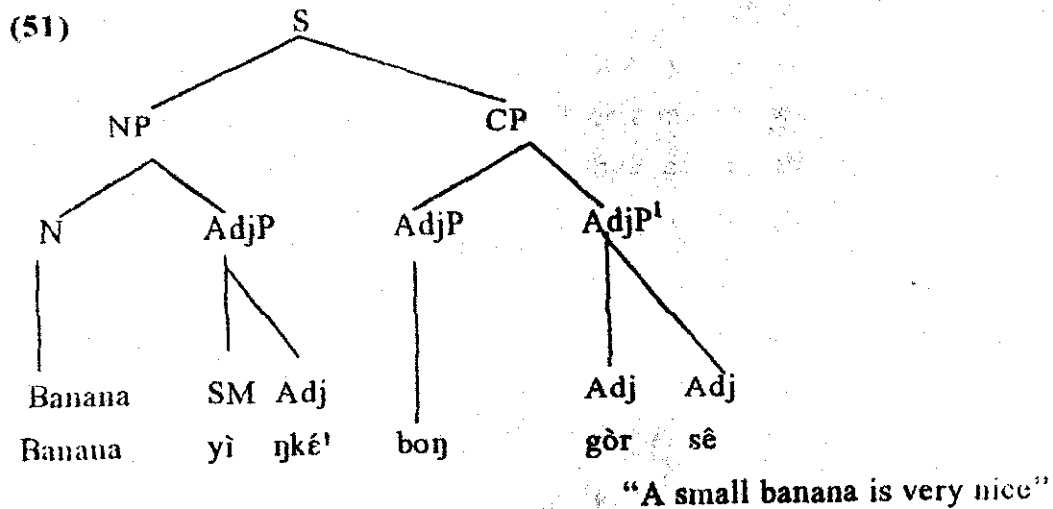 (51)
S
NP CP
N AdjP AdjP AdjP¹
Banana SM Adj Adj Adj
Banana yì ŋkɛ́¹ boŋ gòr sê
“A small banana is very nice”